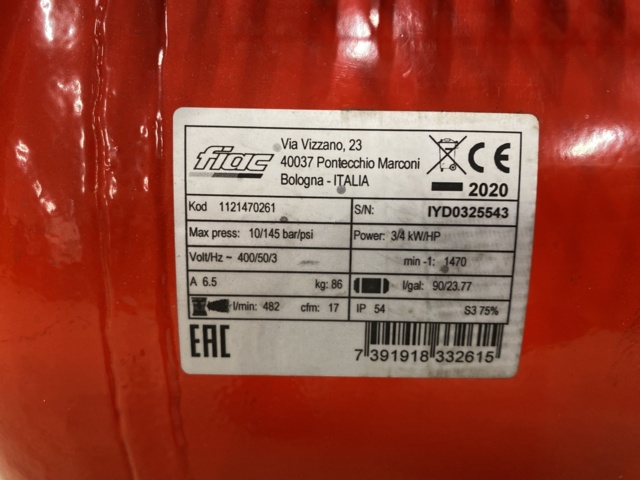 fiac
Via Vizzano, 23
40037 Pontecchio Marconi
Bologna - ITALIA
CE
2020
Kod 1121470261
S/N: IYD0325543
Max press: 10/145 bar/psi
Power: 3/4 kW/HP
Volt/Hz ~ 400/50/3
min -1: 1470
A 6.5 kg: 86
l/gal: 90/23.77
l/min: 482 cfm: 17
IP 54 S3 75%
EAC
7 391918 332615